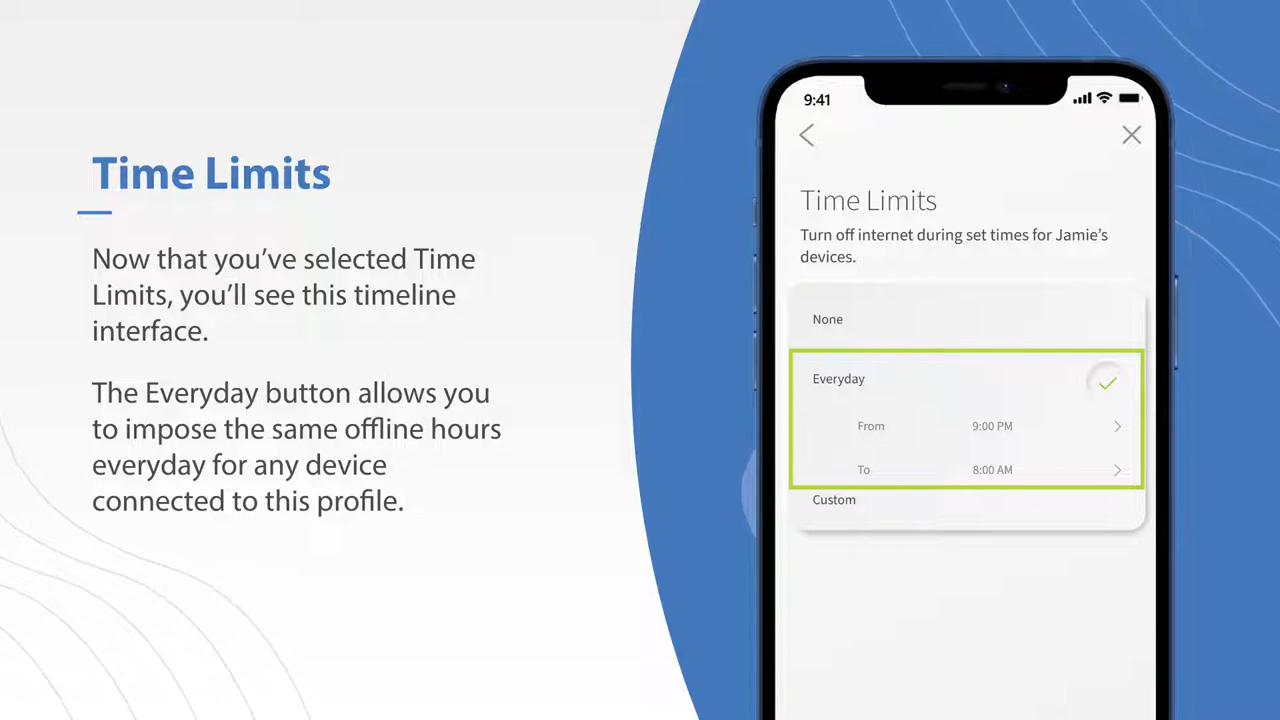 Time Limits
Now that you’ve selected Time
Limits, you’ll see this timeline
interface.
The Everyday button allows you
to impose the same offline hours
everyday for any device
connected to this profile.
9:41
Time Limits
Turn off internet during set times for Jamie’s
devices.
None
Everyday
From 9:00 PM
To 8:00 AM
Custom